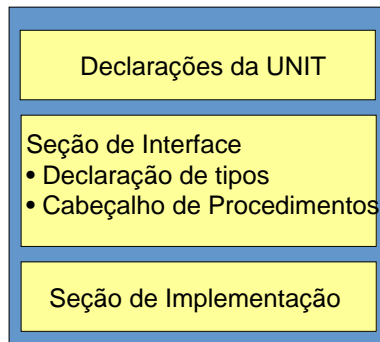 Declarações da UNIT
Seção de Interface
• Declaração de tipos
• Cabeçalho de Procedimentos
Seção de Implementação